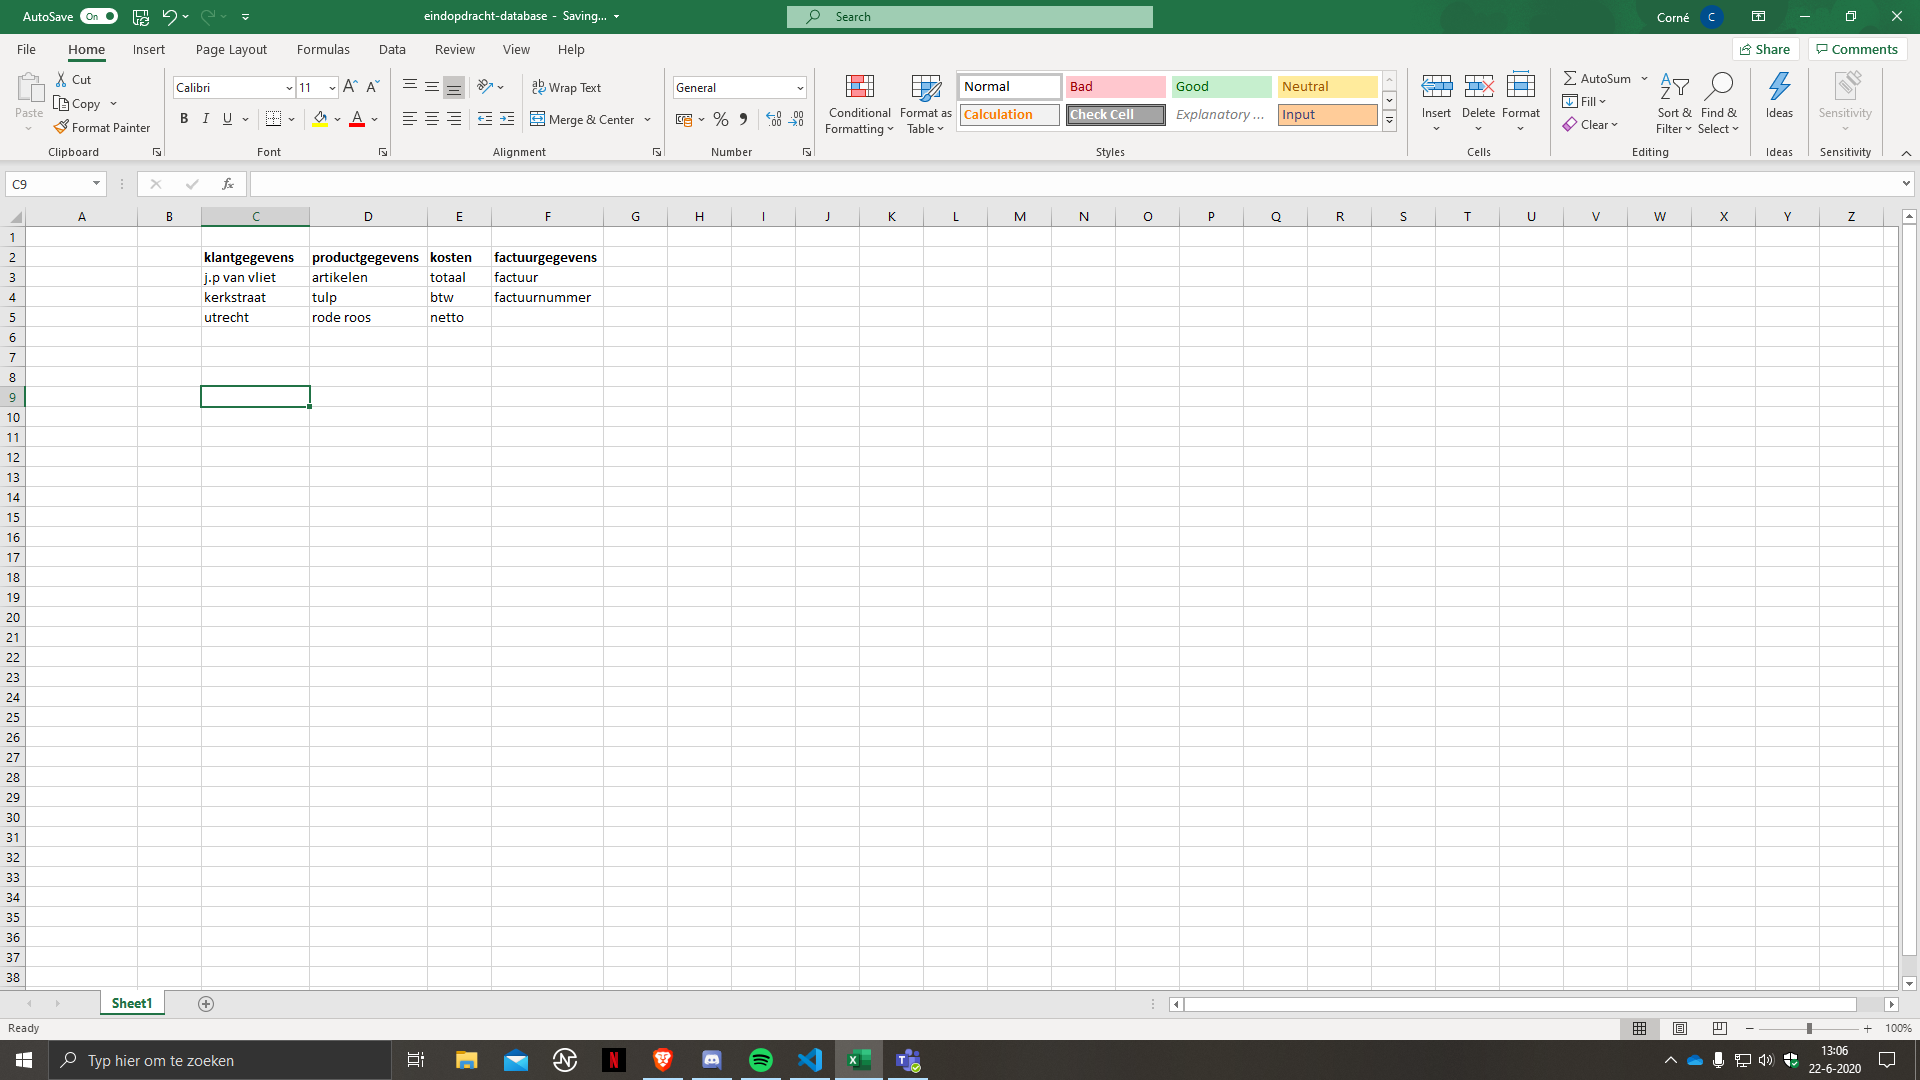 AutoSave On eindopdracht-database - Saving... Search Corné C
File Home Insert Page Layout Formulas Data Review View Help Share Comments
Paste Cut Copy Format Painter Clipboard
Calibri 11 B I U A Font
Wrap Text Merge & Center Alignment
General % Number
Conditional Formatting Format as Table Normal Bad Good Neutral Calculation Check Cell Explanatory ... Input Styles
Insert Delete Format Cells
AutoSum Fill Clear Sort & Filter Find & Select Editing
Ideas Ideas
Sensitivity Sensitivity
C9 fx
A B C D E F G H I J K L M N O P Q R S T U V W X Y Z
1
2 klantgegevens productgegevens kosten factuurgegevens
3 j.p van vliet artikelen totaal factuur
4 kerkstraat tulp btw factuurnummer
5 utrecht rode roos netto
6
7
8
9
10
11
12
13
14
15
16
17
18
19
20
21
22
23
24
25
26
27
28
29
30
31
32
33
34
35
36
37
38
Sheet1
Ready 100%
Typ hier om te zoeken
13:06
22-6-2020